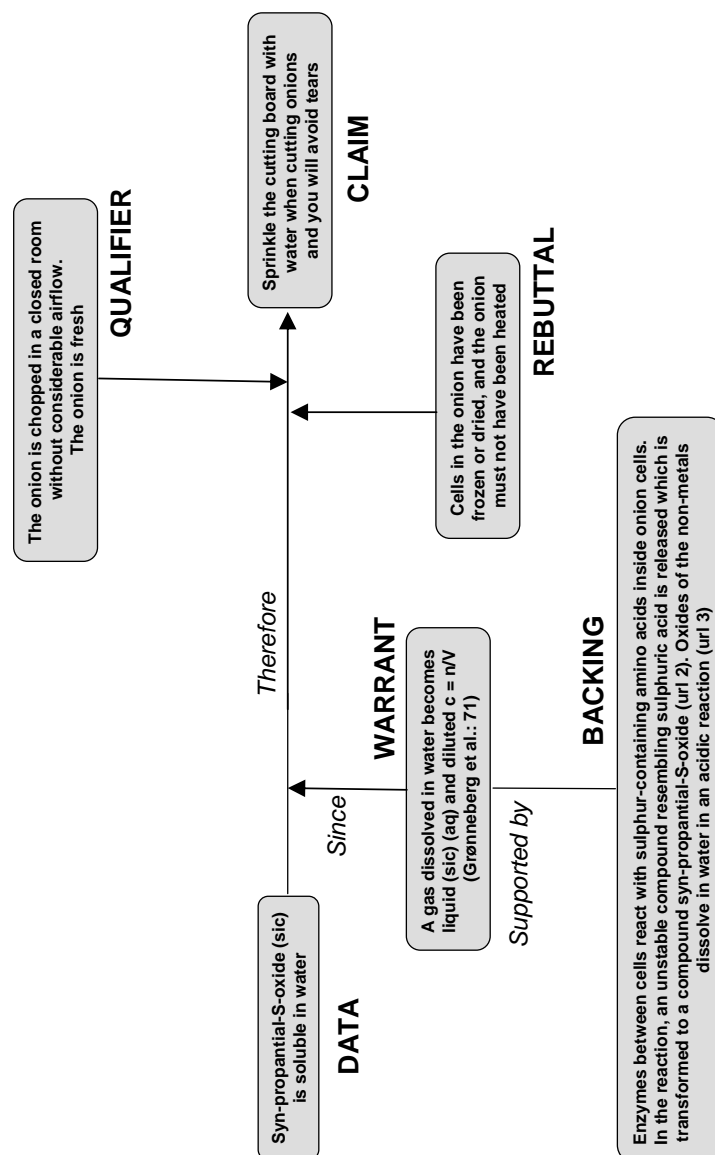 The onion is chopped in a closed room
without considerable airflow.
The onion is fresh
QUALIFIER
Syn-propantial-S-oxide (sic)
is soluble in water
DATA
Therefore
Sprinkle the cutting board with
water when cutting onions
and you will avoid tears
CLAIM
Since
A gas dissolved in water becomes
liquid (sic) (aq) and diluted c = n/V
(Grønneberg et al.: 71)
WARRANT
Cells in the onion have been
frozen or dried, and the onion
must not have been heated
REBUTTAL
Supported by
BACKING
Enzymes between cells react with sulphur-containing amino acids inside onion cells.
In the reaction, an unstable compound resembling sulphuric acid is released which is
transformed to a compound syn-propantial-S-oxide (url 2). Oxides of the non-metals
dissolve in water in an acidic reaction (url 3)